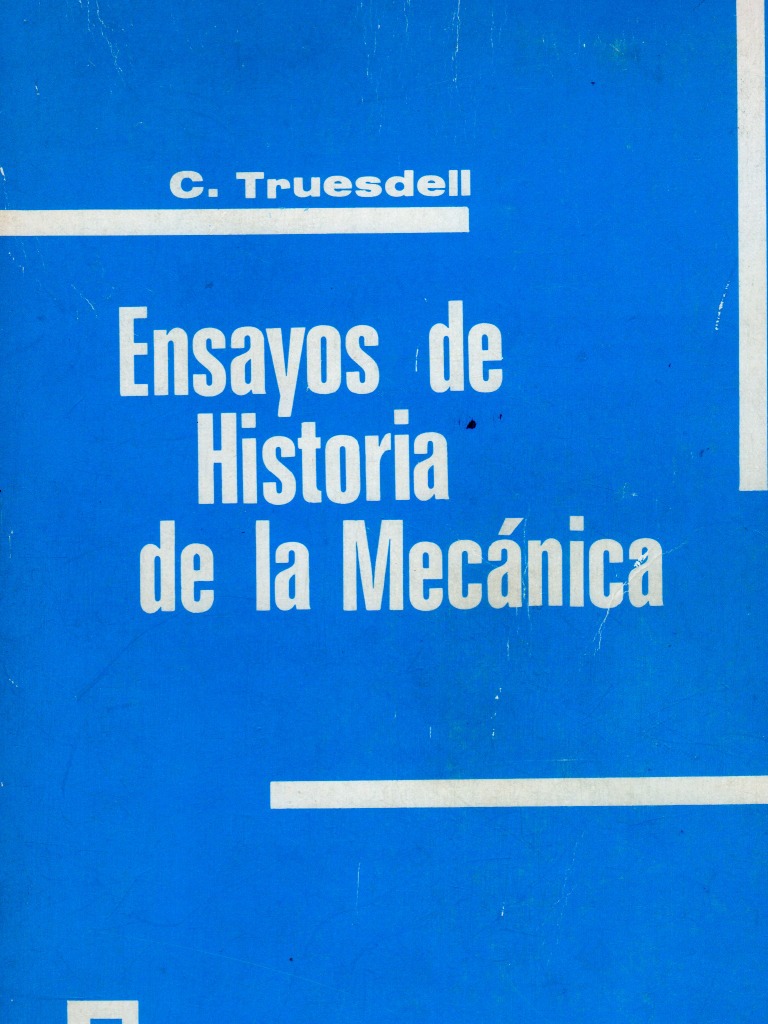 C. Truesdell
Ensayos de
Historia
de la Mecánica